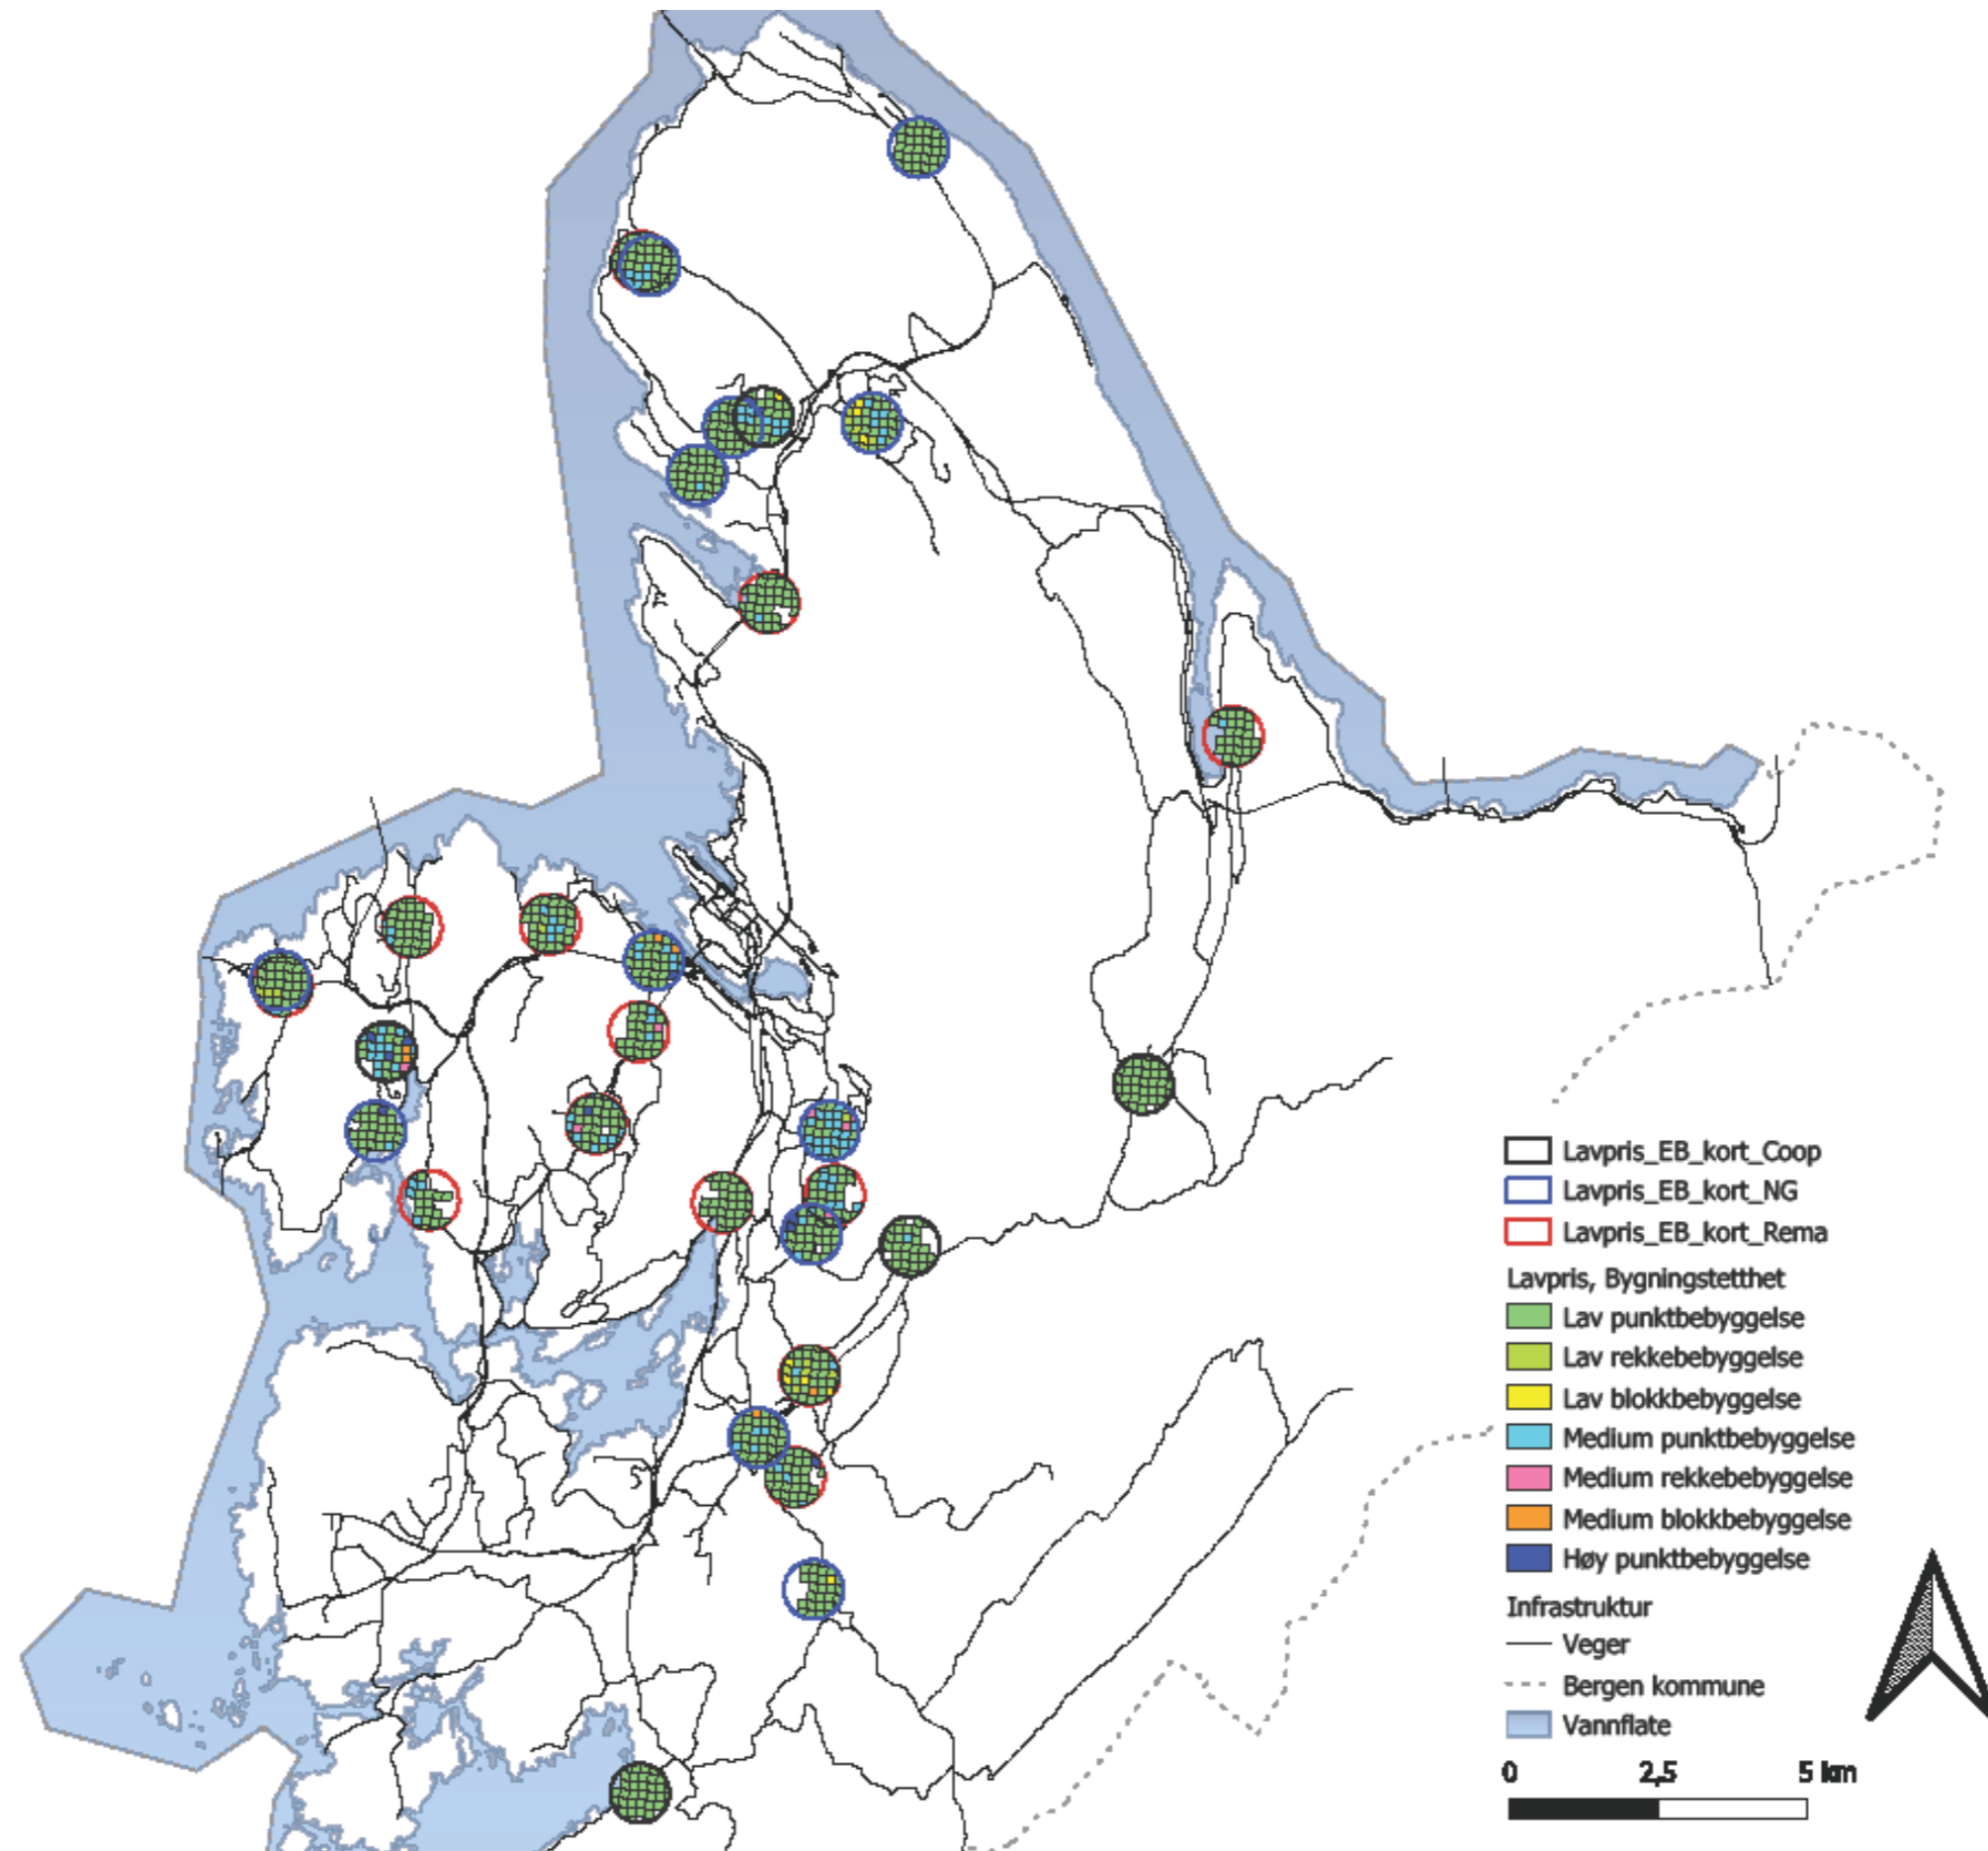 Lavpris_EB_kort_Coop
Lavpris_EB_kort_NG
Lavpris_EB_kort_Rema
Lavpris, Bygningstetthet
Lav punktbebyggelse
Lav rekkebebyggelse
Lav blokkbebyggelse
Medium punktbebyggelse
Medium rekkebebyggelse
Medium blokkbebyggelse
Høy punktbebyggelse
Infrastruktur
Veger
Bergen kommune
Vannflate
0 2,5 5 km